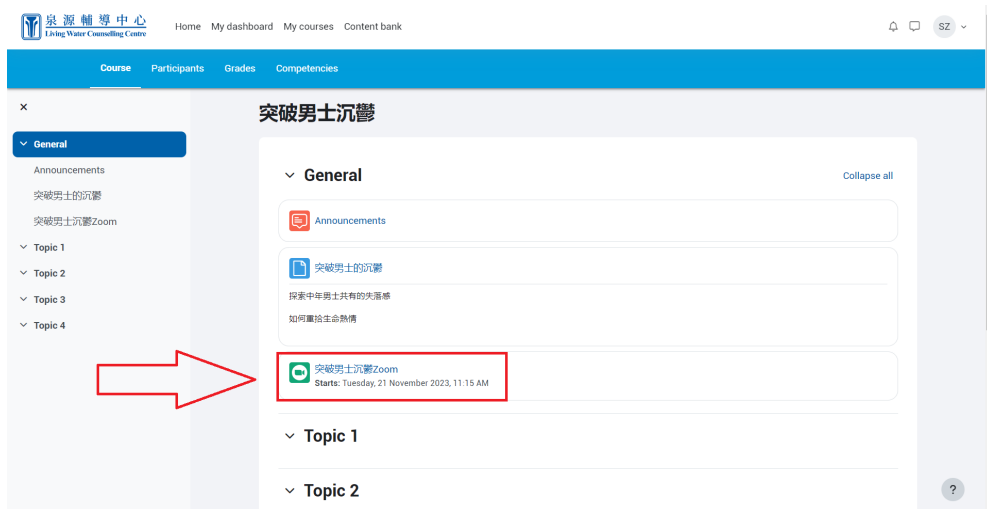 泉源輔導中心
Living Water Counselling Centre
Home My dashboard My courses Content bank
SZ
Course Participants Grades Competencies
General
Announcements
突破男士的沉鬱
突破男士沉鬱Zoom
Topic 1
Topic 2
Topic 3
Topic 4
突破男士沉鬱
General
Collapse all
Announcements
突破男士的沉鬱
探索中年男士共有的失落感
如何重拾生命熱情
突破男士沉鬱Zoom
Starts: Tuesday, 21 November 2023, 11:15 AM
Topic 1
Topic 2
?